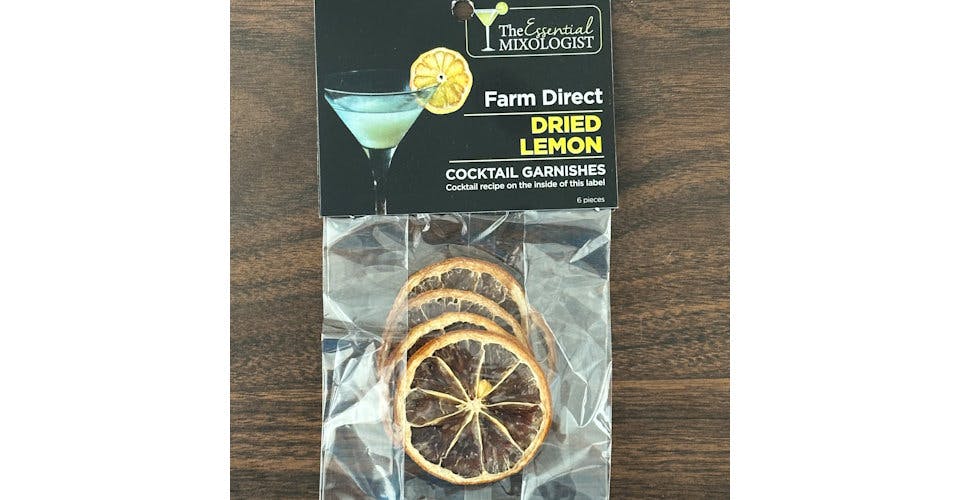 The Essential
MIXOLOGIST
Farm Direct
DRIED
LEMON
COCKTAIL GARNISHES
Cocktail recipe on the inside of this label
6 pieces